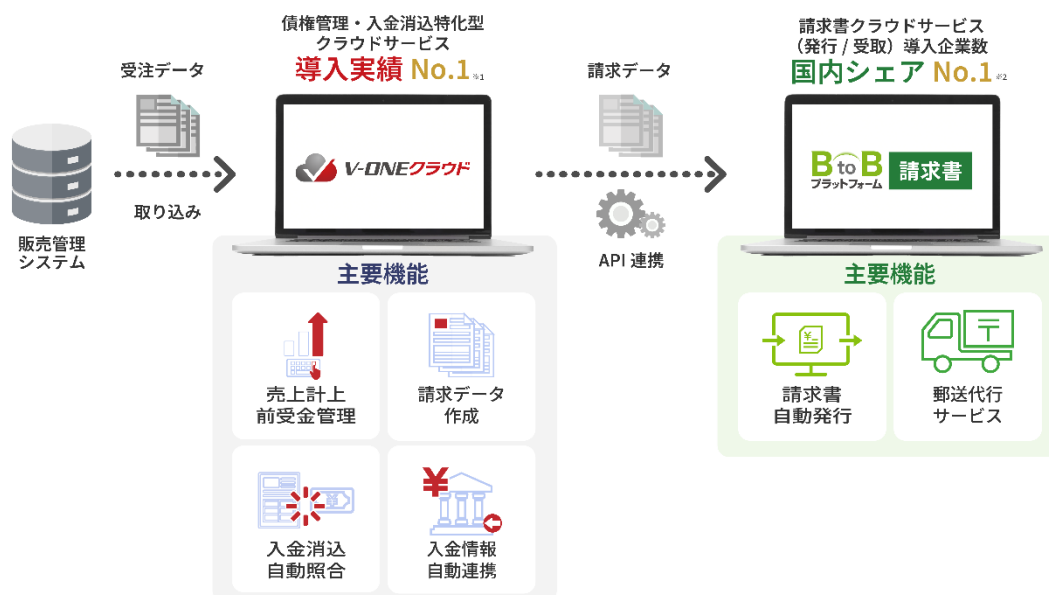 債権管理・入金消込特化型
クラウドサービス
導入実績 No.1 ※1
請求書クラウドサービス
（発行 / 受取）導入企業数
国内シェア No.1 ※2
受注データ
取り込み
販売管理
システム
V-ONEクラウド
請求データ
API 連携
BtoB
プラットフォーム
請求書
主要機能
売上計上
前受金管理
請求データ
作成
¥
入金消込
自動照合
入金情報
自動連携
主要機能
¥
〒
請求書
自動発行
郵送代行
サービス